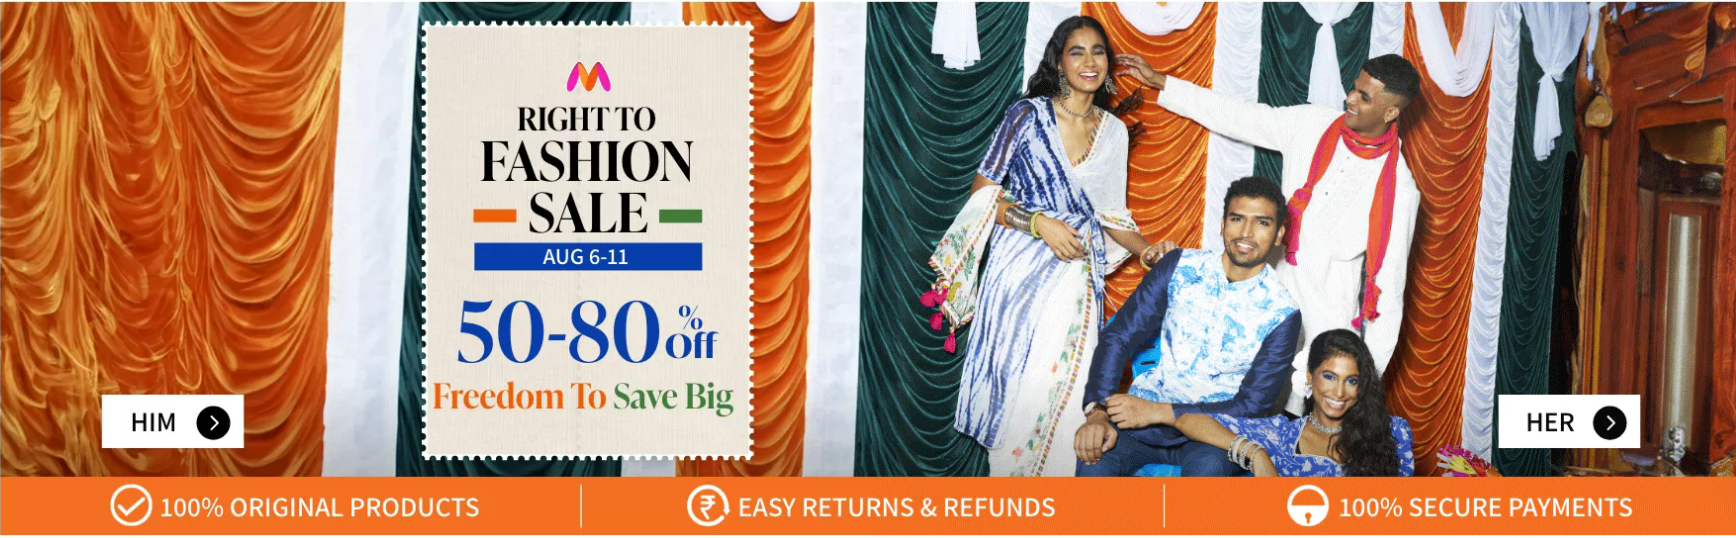 RIGHT TO
FASHION
SALE
AUG 6-11
50-80% Off
Freedom To Save Big
HIM
HER
100% ORIGINAL PRODUCTS
EASY RETURNS & REFUNDS
100% SECURE PAYMENTS